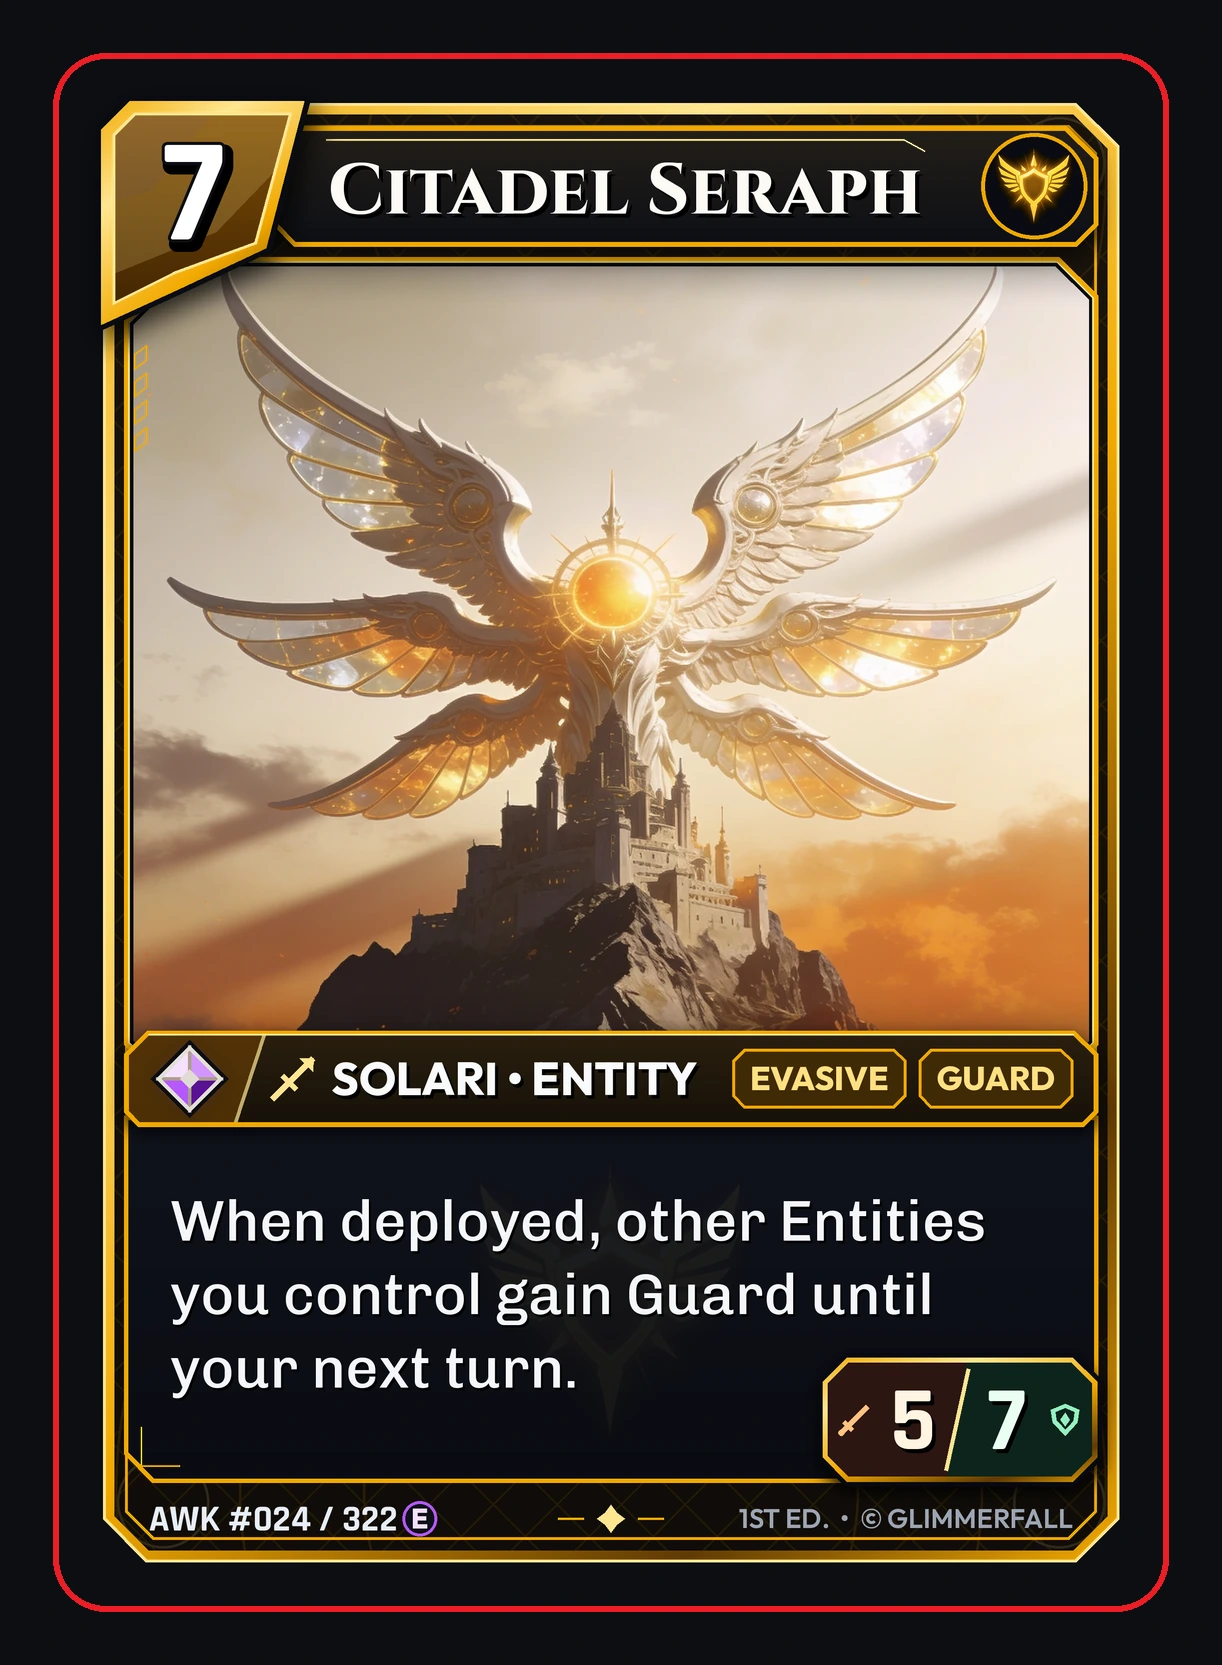 7
CITADEL SERAPH
SOLARI • ENTITY EVASIVE GUARD
When deployed, other Entities
you control gain Guard until
your next turn.
5 / 7
AWK #024 / 322 E 1ST ED. • © GLIMMERFALL